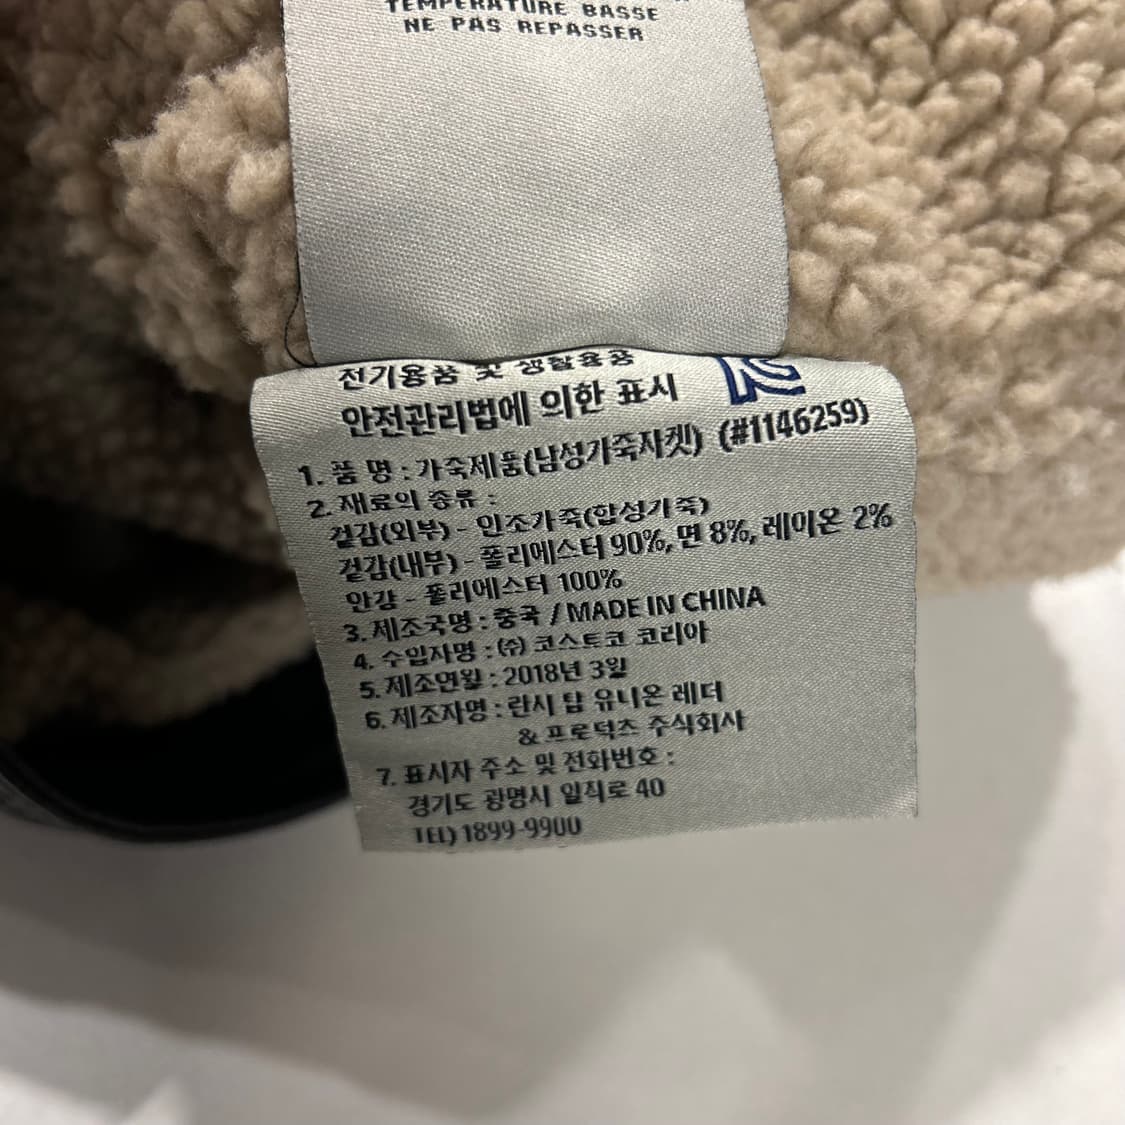 TEMPÉRATURE BASSE
NE PAS REPASSER
전기용품 및 생활용품
안전관리법에 의한 표시
1. 품 명 : 가죽제품(남성가죽자켓) (#1146259)
2. 재료의 종류 :
겉감(외부) - 인조가죽(합성가죽)
겉감(내부) - 폴리에스터 90%, 면 8%, 레이온 2%
안감 - 폴리에스터 100%
3. 제조국명 : 중국 / MADE IN CHINA
4. 수입자명 : (주) 코스트코 코리아
5. 제조연월 : 2018년 3월
6. 제조자명 : 란시 탑 유니온 레더
& 프로덕츠 주식회사
7. 표시자 주소 및 전화번호 :
경기도 광명시 일직로 40
TEL) 1899-9900